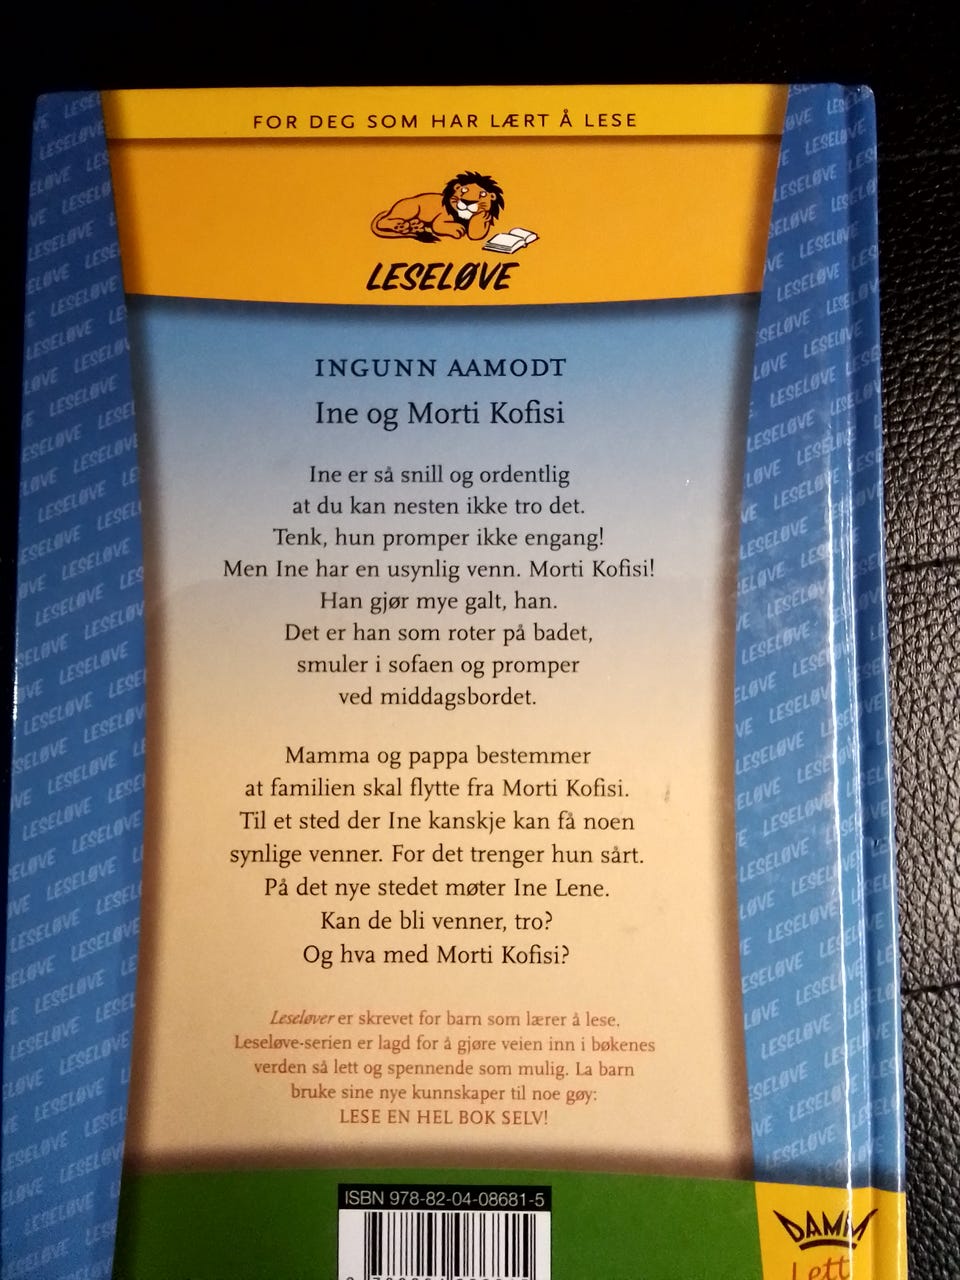 FOR DEG SOM HAR LÆRT Å LESE
LESELØVE
INGUNN AAMODT
Ine og Morti Kofisi
Ine er så snill og ordentlig
at du kan nesten ikke tro det.
Tenk, hun promper ikke engang!
Men Ine har en usynlig venn. Morti Kofisi!
Han gjør mye galt, han.
Det er han som roter på badet,
smuler i sofaen og promper
ved middagsbordet.
Mamma og pappa bestemmer
at familien skal flytte fra Morti Kofisi.
Til et sted der Ine kanskje kan få noen
synlige venner. For det trenger hun sårt.
På det nye stedet møter Ine Lene.
Kan de bli venner, tro?
Og hva med Morti Kofisi?
Leseløver er skrevet for barn som lærer å lese.
Leseløve-serien er lagd for å gjøre veien inn i bøkenes
verden så lett og spennende som mulig. La barn
bruke sine nye kunnskaper til noe gøy:
LESE EN HEL BOK SELV!
ISBN 978-82-04-08681-5
DAMM
Lett